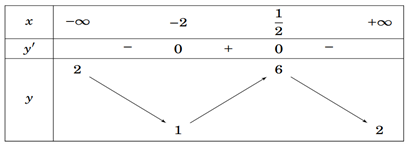 x −∞ −2 1/2 +∞
y′ − 0 + 0 −
y 2 1 6 2